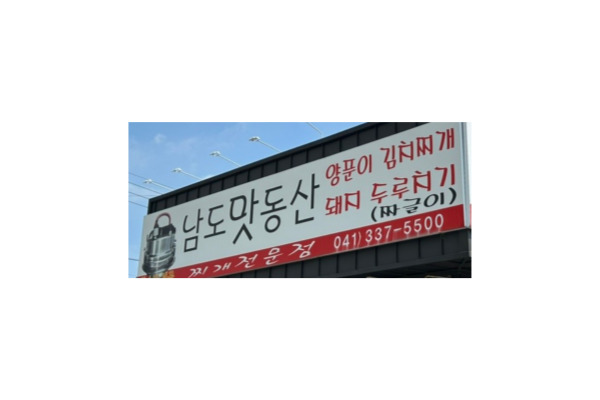 남도맛동산
양푼이 김치찌개
돼지 두루치기
(짜글이)
찌개전문점 041)337-5500